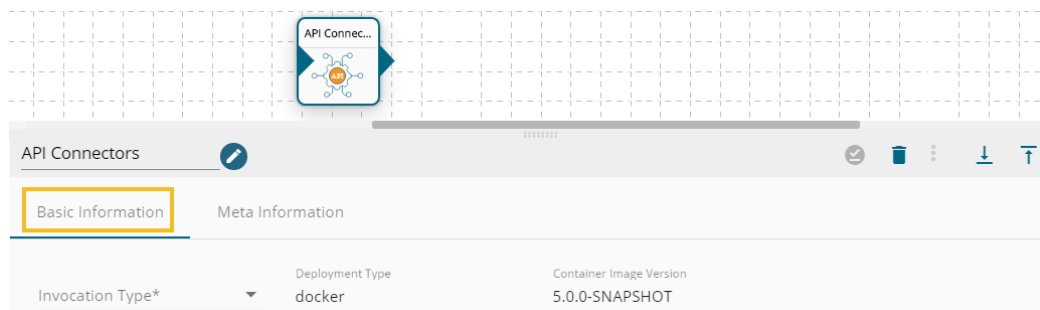 API Connec...
API
API Connectors
Basic Information
Meta Information
Invocation Type*
Deployment Type
docker
Container Image Version
5.0.0-SNAPSHOT